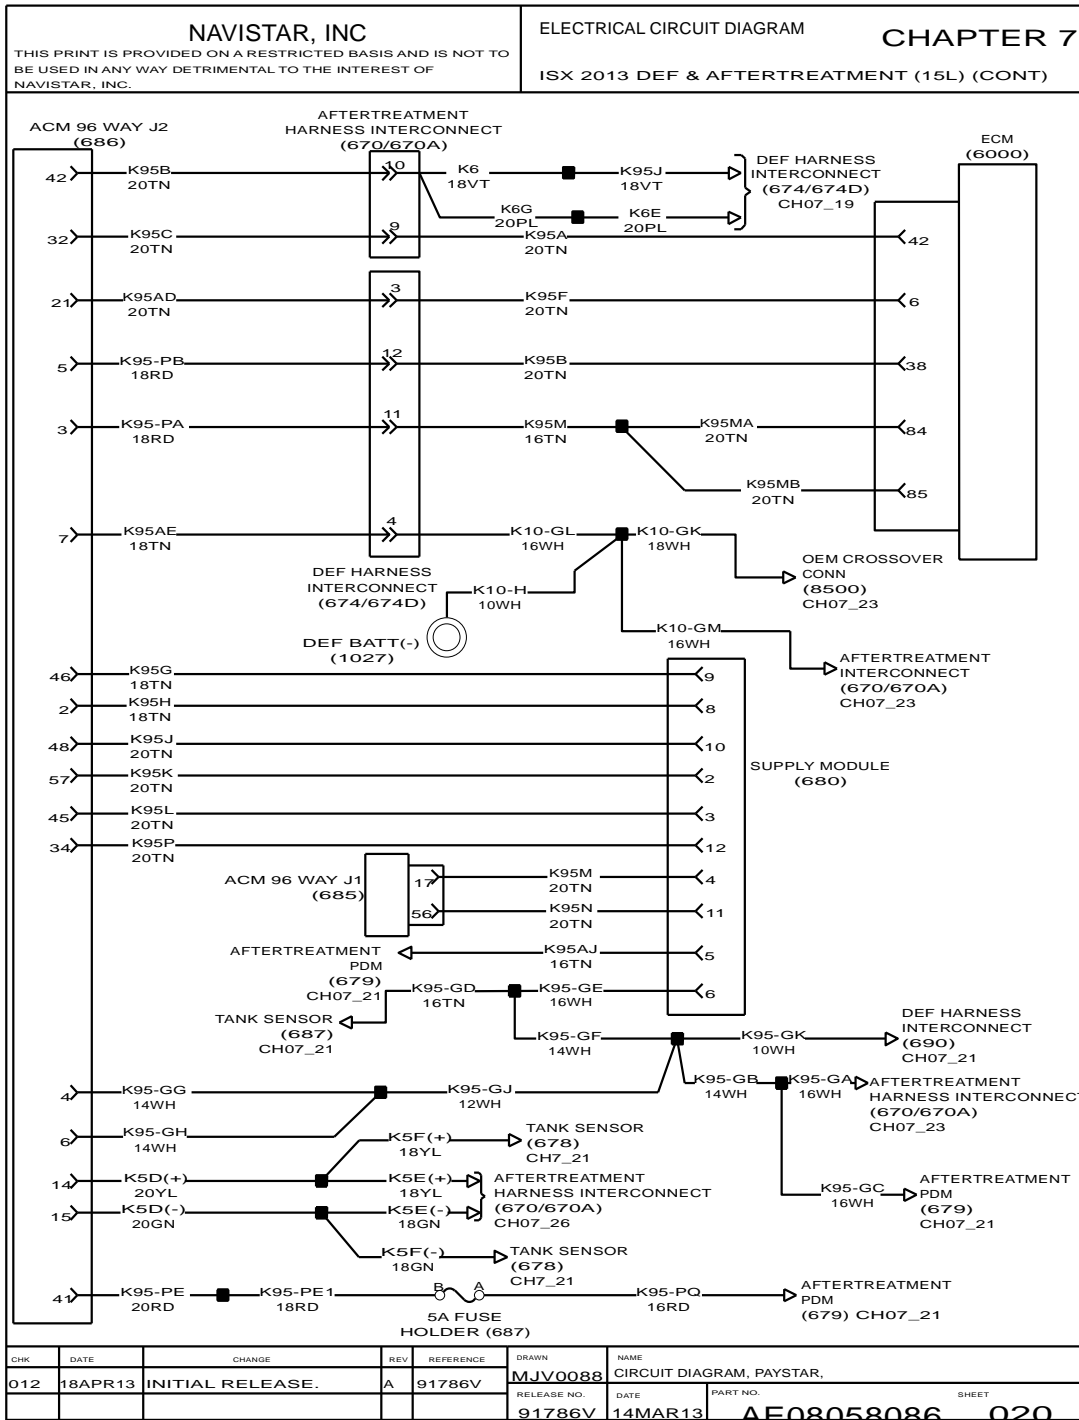 NAVISTAR, INC
THIS PRINT IS PROVIDED ON A RESTRICTED BASIS AND IS NOT TO
BE USED IN ANY WAY DETRIMENTAL TO THE INTEREST OF
NAVISTAR, INC.
ELECTRICAL CIRCUIT DIAGRAM
CHAPTER 7
ISX 2013 DEF & AFTERTREATMENT (15L) (CONT)
ACM 96 WAY J2
(686)
AFTERTREATMENT
HARNESS INTERCONNECT
(670/670A)
ECM
(6000)
42
K95B
20TN
10
K6
18VT
K95J
18VT
DEF HARNESS
INTERCONNECT
(674/674D)
CH07_19
K6G
20PL
K6E
20PL
32
K95C
20TN
9
K95A
20TN
42
21
K95AD
20TN
3
K95F
20TN
6
5
K95-PB
18RD
12
K95B
20TN
38
3
K95-PA
18RD
11
K95M
16TN
K95MA
20TN
84
K95MB
20TN
85
7
K95AE
18TN
4
K10-GL
16WH
K10-GK
18WH
OEM CROSSOVER
CONN
(8500)
CH07_23
DEF HARNESS
INTERCONNECT
(674/674D)
K10-H
10WH
DEF BATT(-)
(1027)
K10-GM
16WH
AFTERTREATMENT
INTERCONNECT
(670/670A)
CH07_23
46
K95G
18TN
9
2
K95H
18TN
8
48
K95J
20TN
10
57
K95K
20TN
2
SUPPLY MODULE
(680)
45
K95L
20TN
3
34
K95P
20TN
12
ACM 96 WAY J1
(685)
17
K95M
20TN
4
56
K95N
20TN
11
AFTERTREATMENT
PDM
(679)
CH07_21
K95AJ
16TN
5
TANK SENSOR
(687)
CH07_21
K95-GD
16TN
K95-GE
16WH
6
K95-GF
14WH
K95-GK
10WH
DEF HARNESS
INTERCONNECT
(690)
CH07_21
4
K95-GG
14WH
K95-GJ
12WH
K95-GB
14WH
K95-GA
16WH
AFTERTREATMENT
HARNESS INTERCONNECT
(670/670A)
CH07_23
6
K95-GH
14WH
K5F(+)
18YL
TANK SENSOR
(678)
CH7_21
14
K5D(+)
20YL
K5E(+)
18YL
AFTERTREATMENT
HARNESS INTERCONNECT
(670/670A)
CH07_26
K95-GC
16WH
AFTERTREATMENT
PDM
(679)
CH07_21
15
K5D(-)
20GN
K5E(-)
18GN
K5F(-)
18GN
TANK SENSOR
(678)
CH7_21
41
K95-PE
20RD
K95-PE1
18RD
B
A
5A FUSE
HOLDER (687)
K95-PQ
16RD
AFTERTREATMENT
PDM
(679) CH07_21
CHK DATE CHANGE REV REFERENCE
012 18APR13 INITIAL RELEASE. A 91786V
DRAWN
MJV0088
NAME
CIRCUIT DIAGRAM, PAYSTAR,
RELEASE NO.
91786V
DATE
14MAR13
PART NO.
AE08058086
SHEET
020